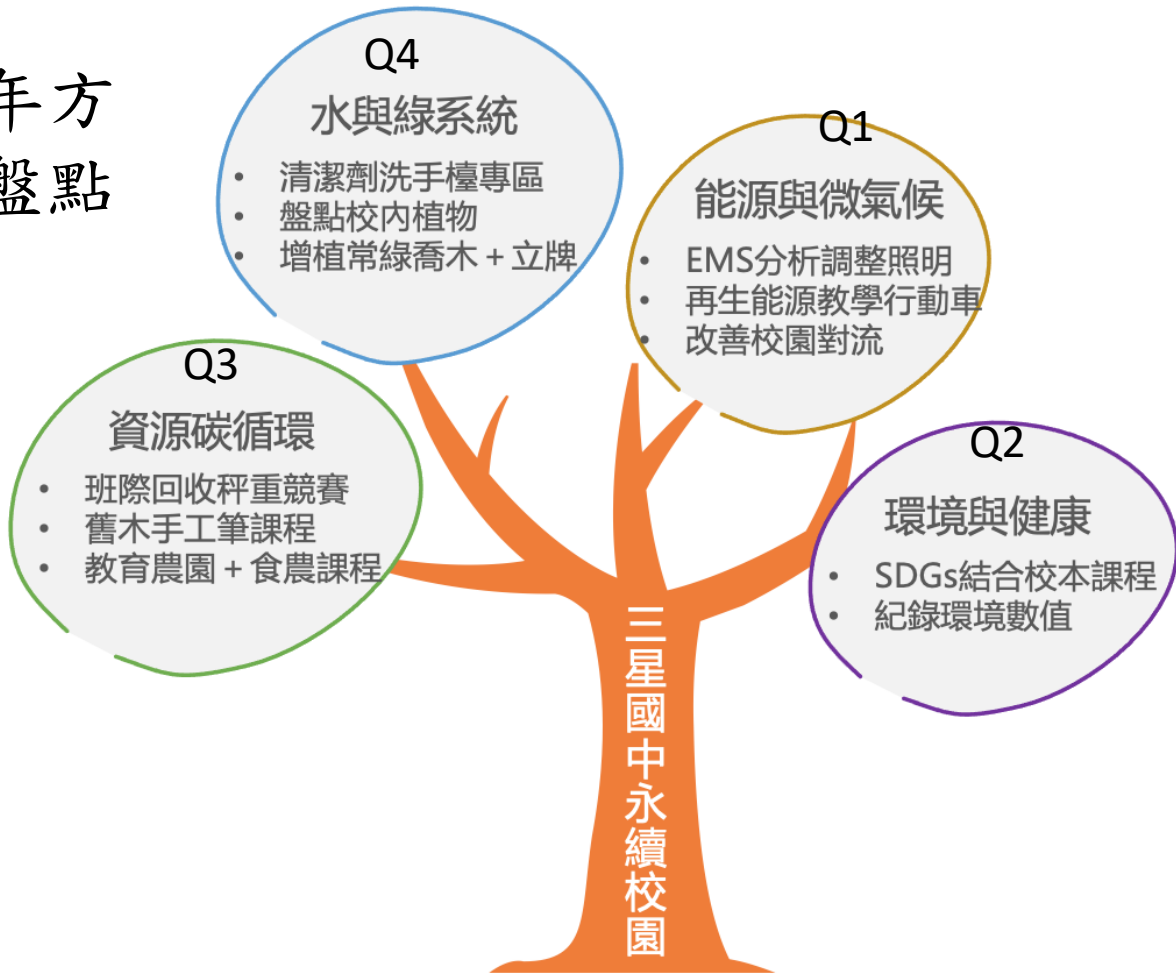 年方
盤點
Q4
水與綠系統
• 清潔劑洗手檯專區
• 盤點校內植物
• 增植常綠喬木 + 立牌
Q1
能源與微氣候
• EMS分析調整照明
• 再生能源教學行動車
• 改善校園對流
Q3
資源碳循環
• 班際回收秤重競賽
• 舊木手工筆課程
• 教育農園 + 食農課程
Q2
環境與健康
• SDGs結合校本課程
• 紀錄環境數值
三星國中永續校園